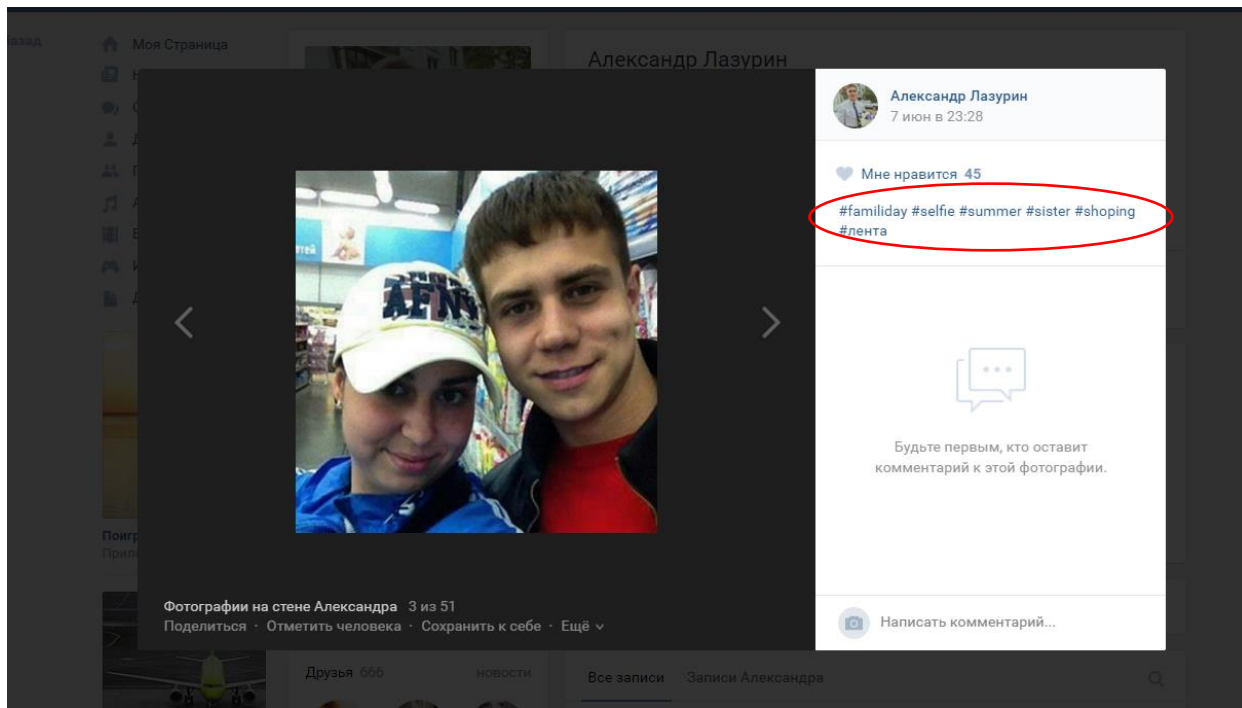 Назад
Моя Страница
Александр Лазурин
Александр Лазурин
7 июн в 23:28
Мне нравится 45
#familiday #selfie #summer #sister #shoping
#лента
тей
Будьте первым, кто оставит
комментарий к этой фотографии.
Фотографии на стене Александра 3 из 51
Поделиться · Отметить человека · Сохранить к себе · Ещё
Написать комментарий...
Друзья 666
новости
Все записи Записи Александра